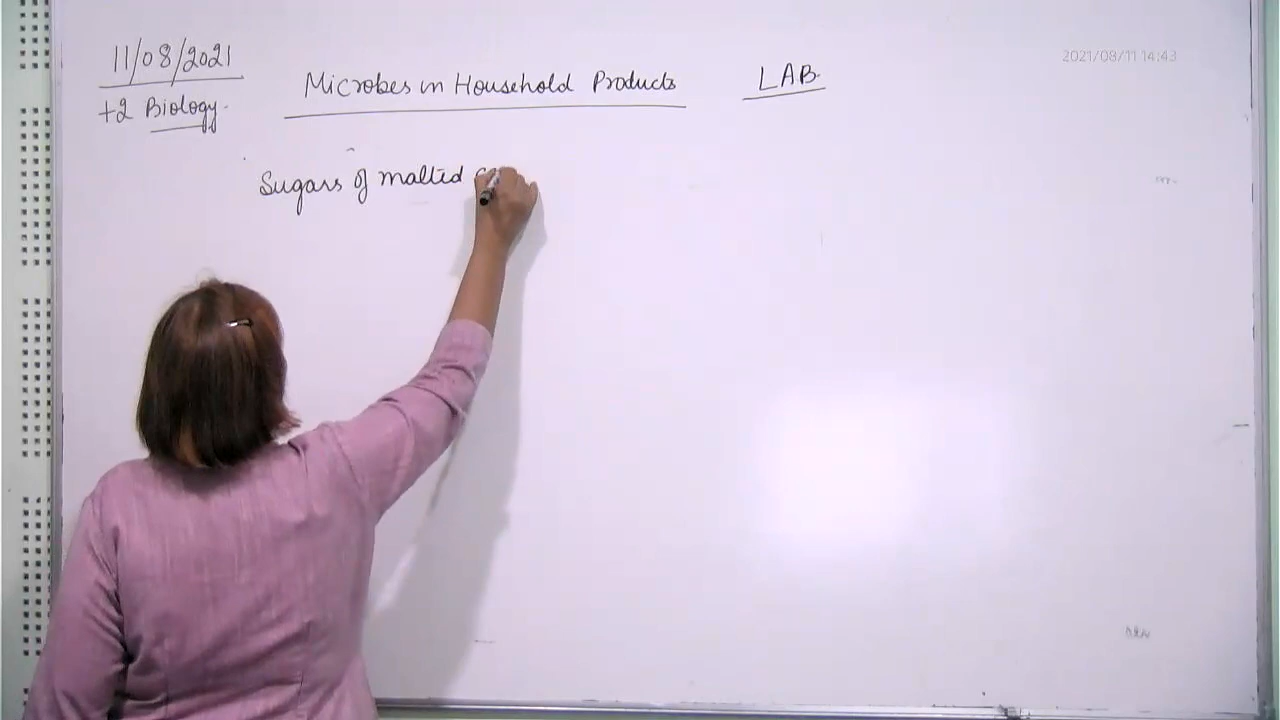 11/08/2021
+2 Biology
Microbes in Household Products
LAB
2021/08/11 14:43
Sugars of malted